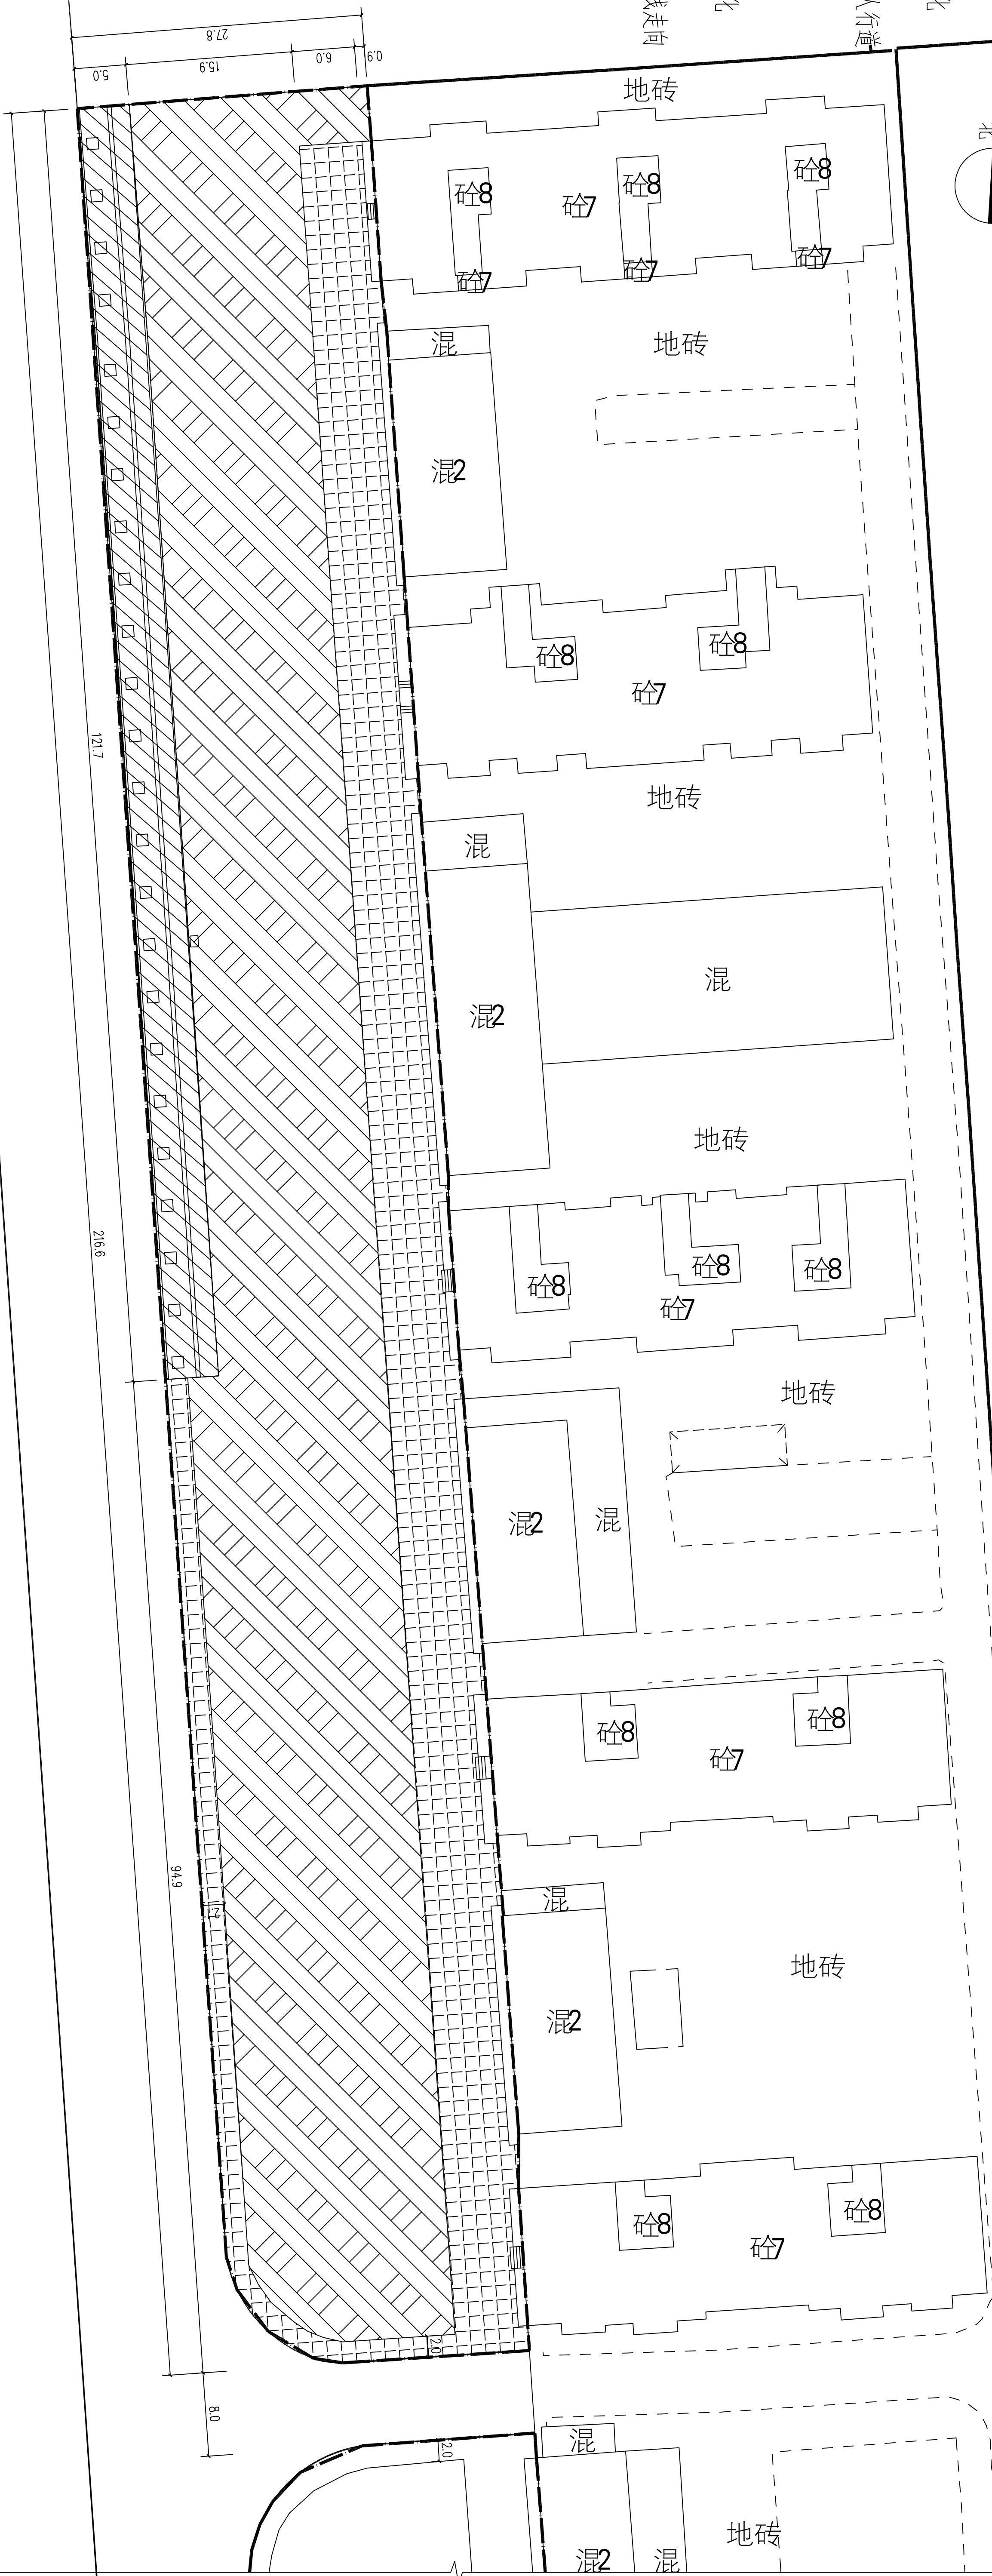 化
化
线走向
人行道
北
27.8
5.0
15.9
6.0
0.9
地砖
砼8
砼8
砼8
砼7
砼7
砼7
砼7
混
地砖
混2
砼8
砼8
砼7
121.7
地砖
混
混
混2
地砖
216.6
砼8
砼8
砼8
砼7
地砖
混2
混
砼8
砼8
砼7
94.9
2.1
混
地砖
混2
砼8
砼8
砼7
2.0
8.0
2.0
混
地砖
混2
混